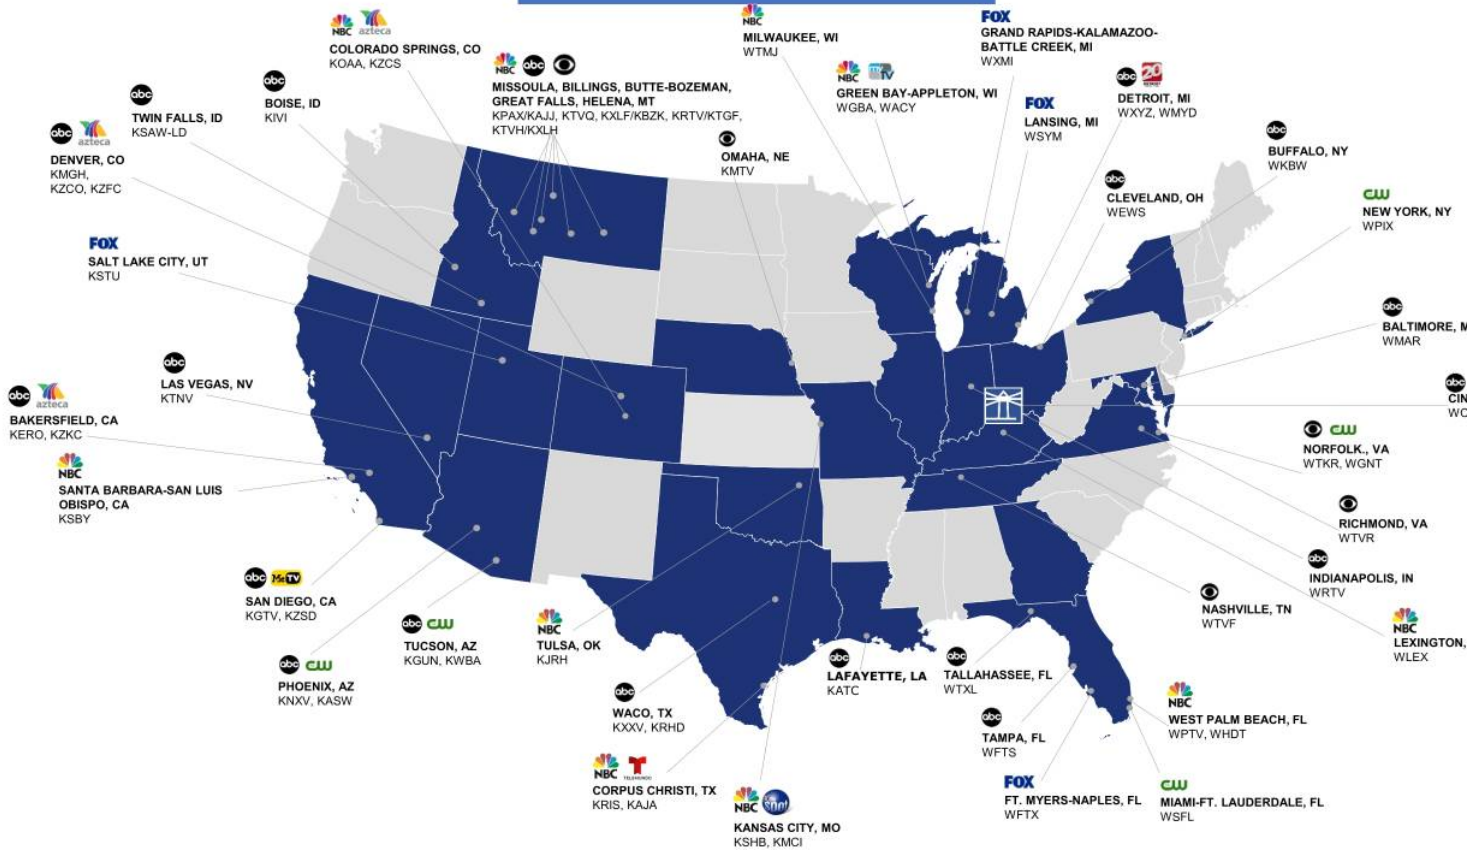 NBC azteca
COLORADO SPRINGS, CO
KOAA, KZCS
abc
BOISE, ID
KIVI
abc
TWIN FALLS, ID
KSAW-LD
abc azteca
DENVER, CO
KMGH,
KZCO, KZFC
FOX
SALT LAKE CITY, UT
KSTU
NBC abc
MISSOULA, BILLINGS, BUTTE-BOZEMAN,
GREAT FALLS, HELENA, MT
KPAX/KAJJ, KTVQ, KXLF/KBZK, KRTV/KTGF,
KTVH/KXLH
NBC
MILWAUKEE, WI
WTMJ
OMAHA, NE
KMTV
NBC
GREEN BAY-APPLETON, WI
WGBA, WACY
FOX
GRAND RAPIDS-KALAMAZOO-
BATTLE CREEK, MI
WXMI
FOX
LANSING, MI
WSYM
abc 20
DETROIT, MI
WXYZ, WMYD
abc
BUFFALO, NY
WKBW
abc
CLEVELAND, OH
WEWS
CW
NEW YORK, NY
WPIX
abc
BALTIMORE, M
WMAR
abc
CIN
WC
CW
NORFOLK., VA
WTKR, WGNT
RICHMOND, VA
WTVR
abc
INDIANAPOLIS, IN
WRTV
NASHVILLE, TN
WTVF
NBC
LEXINGTON,
WLEX
abc
LAS VEGAS, NV
KTNV
abc azteca
BAKERSFIELD, CA
KERO, KZKC
NBC
SANTA BARBARA-SAN LUIS
OBISPO, CA
KSBY
abc MeTV
SAN DIEGO, CA
KGTV, KZSD
abc CW
PHOENIX, AZ
KNXV, KASW
abc CW
TUCSON, AZ
KGUN, KWBA
NBC
TULSA, OK
KJRH
abc
WACO, TX
KXXV, KRHD
NBC TELEMUNDO
CORPUS CHRISTI, TX
KRIS, KAJA
NBC spot
KANSAS CITY, MO
KSHB, KMCI
abc
LAFAYETTE, LA
KATC
abc
TALLAHASSEE, FL
WTXL
abc
TAMPA, FL
WFTS
FOX
FT. MYERS-NAPLES, FL
WFTX
NBC
WEST PALM BEACH, FL
WPTV, WHDT
CW
MIAMI-FT. LAUDERDALE, FL
WSFL